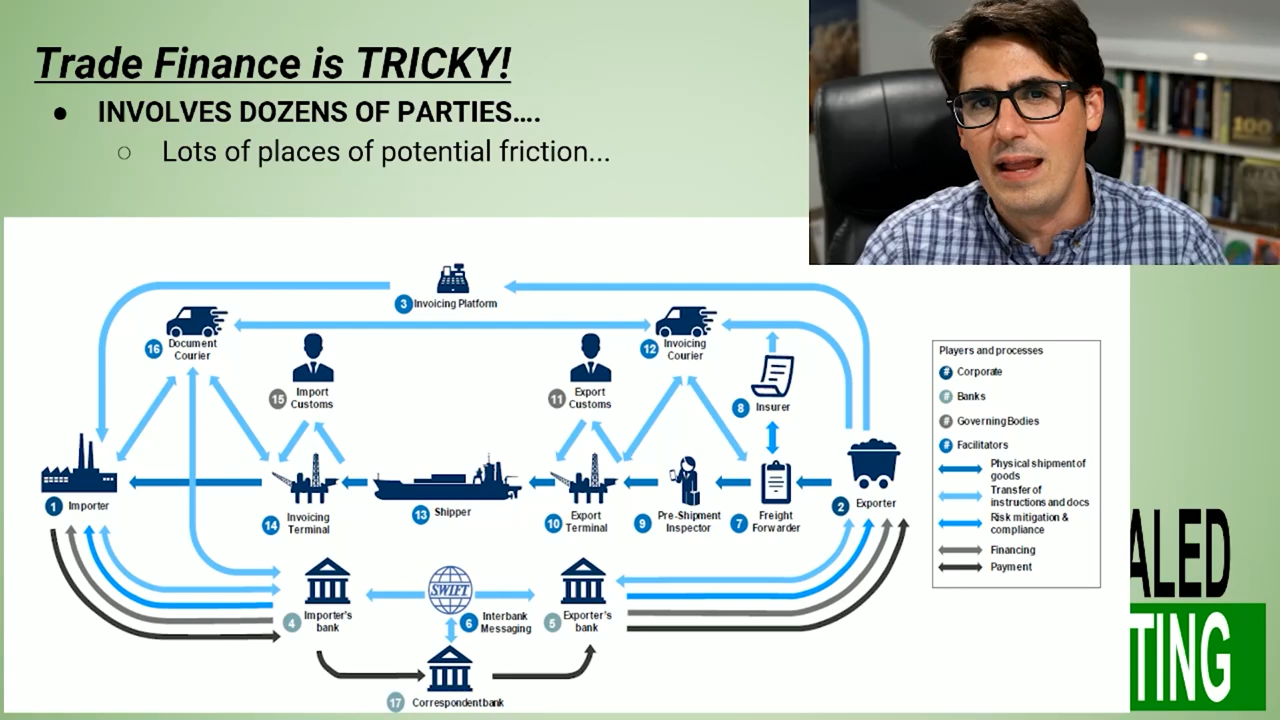 Trade Finance is TRICKY!
● INVOLVES DOZENS OF PARTIES....
○ Lots of places of potential friction...
3 Invoicing Platform
16 Document
Courier
12 Invoicing
Courier
15 Import
Customs
11 Export
Customs
8 Insurer
1 Importer
14 Invoicing
Terminal
13 Shipper
10 Export
Terminal
9 Pre-Shipment
Inspector
7 Freight
Forwarder
2 Exporter
4 Importer's
bank
SWIFT
6 Interbank
Messaging
5 Exporter's
bank
17 Correspondent bank
Players and processes
# Corporate
# Banks
# Governing Bodies
# Facilitators
Physical shipment of
goods
Transfer of
instructions and docs
Risk mitigation &
compliance
Financing
Payment
ALED
TING
100